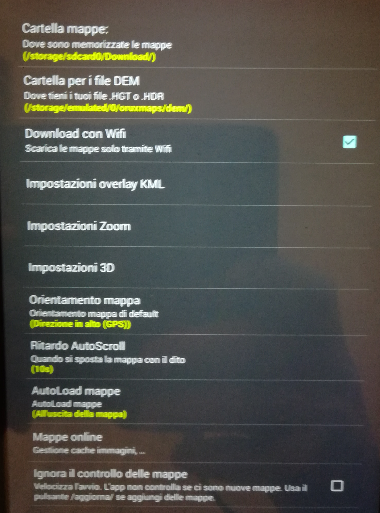 Cartella mappe:
Dove sono memorizzate le mappe
(/storage/sdcard0/Download/)
Cartella per i file DEM
Dove tieni i tuoi file .HGT o .HDR
(/storage/emulated/0/oruxmaps/dem/)
Download con Wifi
Scarica le mappe solo tramite Wifi
Impostazioni overlay KML
Impostazioni Zoom
Impostazioni 3D
Orientamento mappa
Orientamento mappa di default
(Direzione in alto (GPS))
Ritardo AutoScroll
Quando si sposta la mappa con il dito
(10s)
AutoLoad mappe
AutoLoad mappe
(All'uscita della mappa)
Mappe online
Gestione cache immagini, ...
Ignora il controllo delle mappe
Velocizza l'avvio. L'app non controlla se ci sono nuove mappe. Usa il
pulsante /aggiorna/ se aggiungi delle mappe.